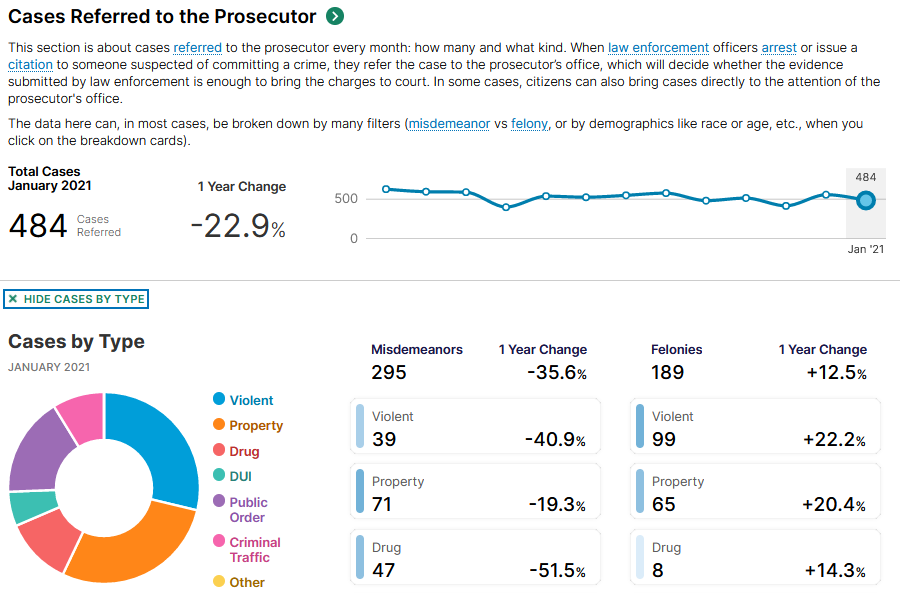 Cases Referred to the Prosecutor
This section is about cases referred to the prosecutor every month: how many and what kind. When law enforcement officers arrest or issue a
citation to someone suspected of committing a crime, they refer the case to the prosecutor's office, which will decide whether the evidence
submitted by law enforcement is enough to bring the charges to court. In some cases, citizens can also bring cases directly to the attention of the
prosecutor's office.
The data here can, in most cases, be broken down by many filters (misdemeanor vs felony, or by demographics like race or age, etc., when you
click on the breakdown cards).
Total Cases
January 2021
484 Cases
Referred
1 Year Change
-22.9%
500
0
484
Jan '21
HIDE CASES BY TYPE
Cases by Type
JANUARY 2021
Violent
Property
Drug
DUI
Public
Order
Criminal
Traffic
Other
Misdemeanors 1 Year Change
295 -35.6%
Violent
39 -40.9%
Property
71 -19.3%
Drug
47 -51.5%
Felonies 1 Year Change
189 +12.5%
Violent
99 +22.2%
Property
65 +20.4%
Drug
8 +14.3%